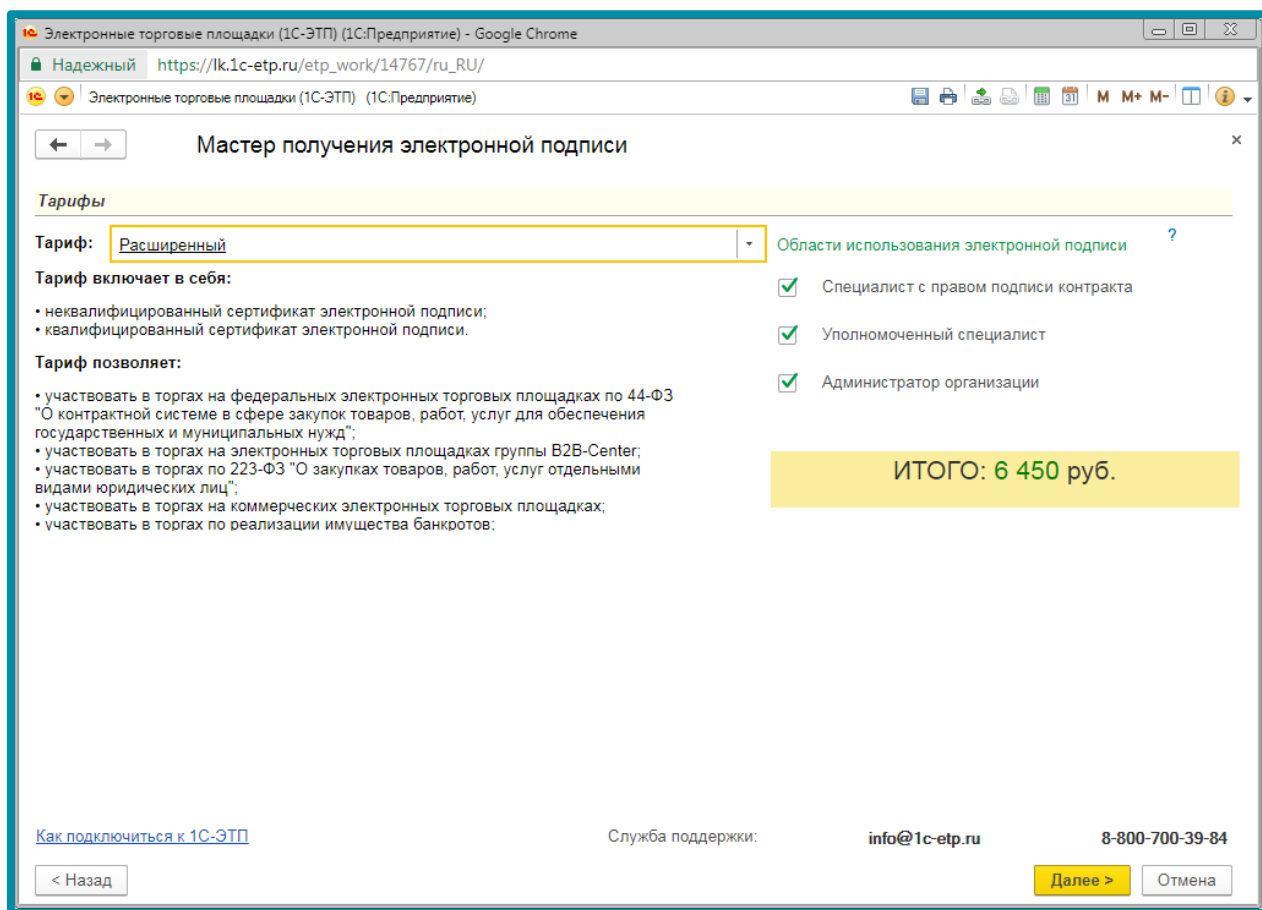 Электронные торговые площадки (1С-ЭТП) (1С:Предприятие) - Google Chrome
Надежный https://lk.1c-etp.ru/etp_work/14767/ru_RU/
Электронные торговые площадки (1С-ЭТП) (1С:Предприятие) 31 M M+ M-
Мастер получения электронной подписи
Тарифы
Тариф: Расширенный
Области использования электронной подписи ?
Тариф включает в себя:
Специалист с правом подписи контракта
• неквалифицированный сертификат электронной подписи;
• квалифицированный сертификат электронной подписи.
Уполномоченный специалист
Тариф позволяет:
Администратор организации
• участвовать в торгах на федеральных электронных торговых площадках по 44-ФЗ
"О контрактной системе в сфере закупок товаров, работ, услуг для обеспечения
государственных и муниципальных нужд";
• участвовать в торгах на электронных торговых площадках группы B2B-Center;
• участвовать в торгах по 223-ФЗ "О закупках товаров, работ, услуг отдельными
видами юридических лиц";
• участвовать в торгах на коммерческих электронных торговых площадках;
• участвовать в торгах по реализации имущества банкротов;
ИТОГО: 6 450 руб.
Как подключиться к 1С-ЭТП
Служба поддержки: info@1c-etp.ru 8-800-700-39-84
< Назад
Далее >
Отмена